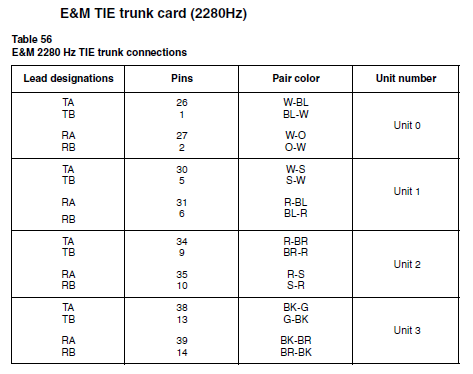 E&M TIE trunk card (2280Hz)
Table 56
E&M 2280 Hz TIE trunk connections
Lead designations Pins Pair color Unit number
TA 26 W-BL
TB 1 BL-W
Unit 0
RA 27 W-O
RB 2 O-W
TA 30 W-S
TB 5 S-W
Unit 1
RA 31 R-BL
RB 6 BL-R
TA 34 R-BR
TB 9 BR-R
Unit 2
RA 35 R-S
RB 10 S-R
TA 38 BK-G
TB 13 G-BK
Unit 3
RA 39 BK-BR
RB 14 BR-BK